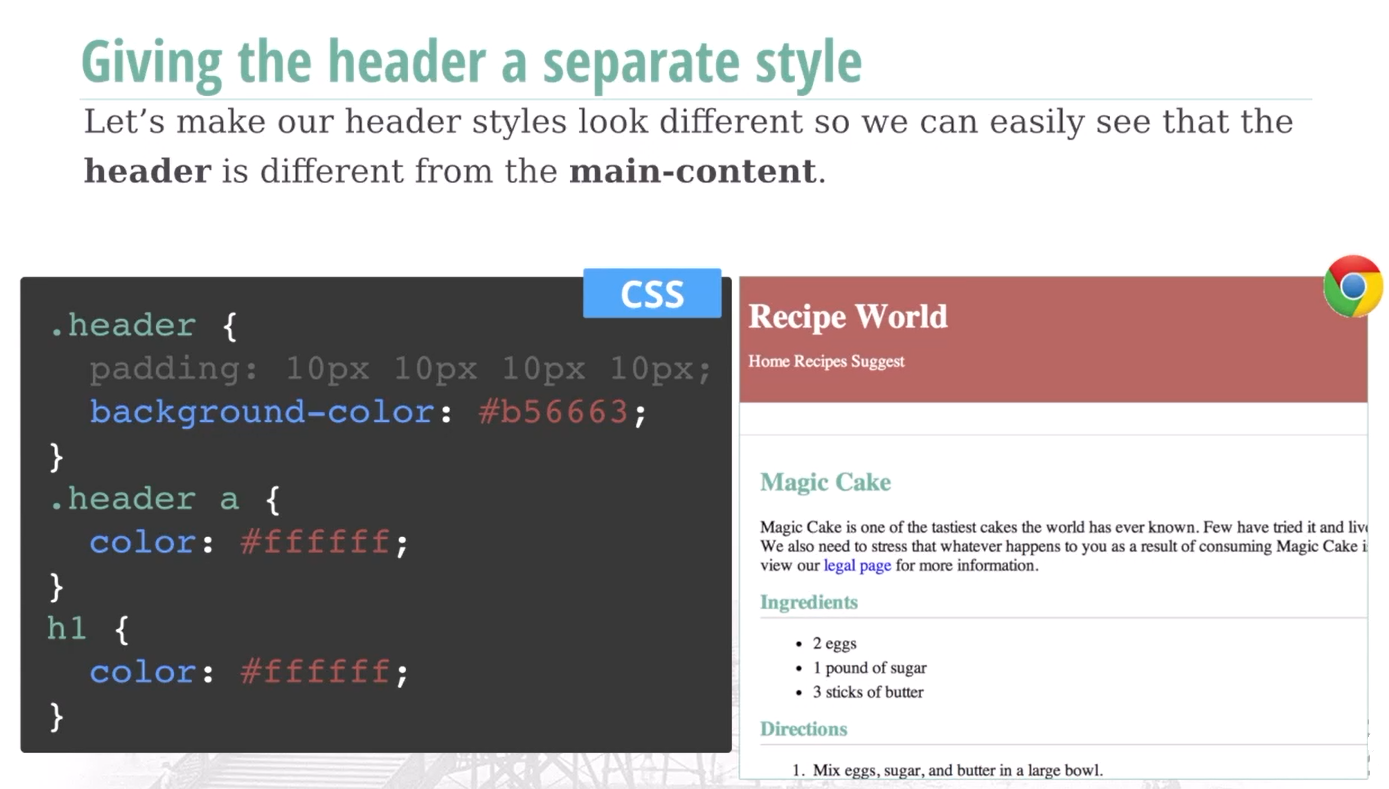 Giving the header a separate style
Let’s make our header styles look different so we can easily see that the
header is different from the main-content.
CSS
.header {
  padding: 10px 10px 10px 10px;
  background-color: #b56663;
}
.header a {
  color: #ffffff;
}
h1 {
  color: #ffffff;
}
Recipe World
Home Recipes Suggest
Magic Cake
Magic Cake is one of the tastiest cakes the world has ever known. Few have tried it and
We also need to stress that whatever happens to you as a result of consuming Magic Cake
view our legal page for more information.
Ingredients
• 2 eggs
• 1 pound of sugar
• 3 sticks of butter
Directions
1. Mix eggs, sugar, and butter in a large bowl.